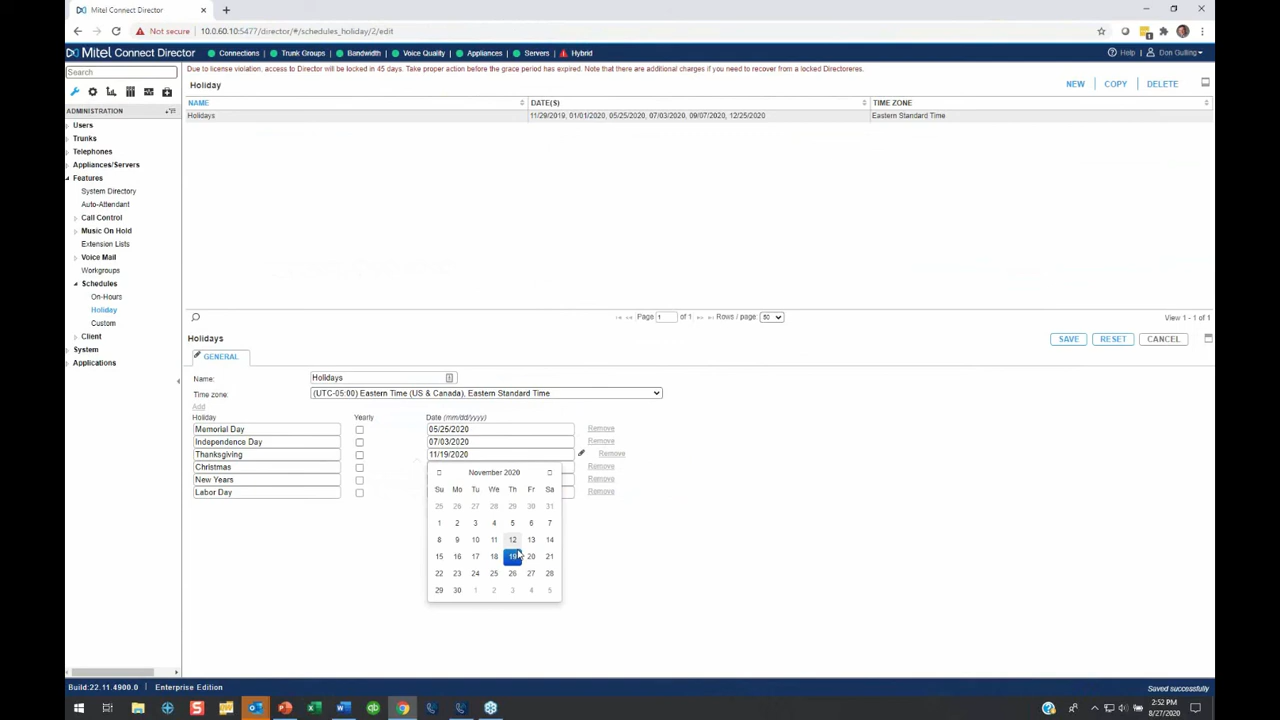 Mitel Connect Director
Not secure 10.0.60.10:5477/director/#/schedules_holiday/2/edit
Mitel Connect Director Connections Trunk Groups Bandwidth Voice Quality Appliances Servers Hybrid Help Don Gulling
Search
Due to license violation, access to Director will be locked in 45 days. Take proper action before the grace period has expired. Note that there are additional charges if you need to recover from a locked Directoreres.
Holiday NEW COPY DELETE
NAME DATE(S) TIME ZONE
Holidays 11/29/2019, 01/01/2020, 05/25/2020, 07/03/2020, 09/07/2020, 12/25/2020 Eastern Standard Time
ADMINISTRATION
Users
Trunks
Telephones
Appliances/Servers
Features
System Directory
Auto-Attendant
Call Control
Music On Hold
Extension Lists
Voice Mail
Workgroups
Schedules
On-Hours
Holiday
Custom
Client
System
Applications
Page 1 of 1 Rows / page: 50 View 1 - 1 of 1
Holidays SAVE RESET CANCEL
GENERAL
Name: Holidays
Time zone: (UTC-05:00) Eastern Time (US & Canada), Eastern Standard Time
Add
Holiday Yearly Date (mm/dd/yyyy)
Memorial Day 05/25/2020 Remove
Independence Day 07/03/2020 Remove
Thanksgiving 11/19/2020 Remove
Christmas Remove
New Years Remove
Labor Day Remove
November 2020
Su Mo Tu We Th Fr Sa
25 26 27 28 29 30 31
1 2 3 4 5 6 7
8 9 10 11 12 13 14
15 16 17 18 19 20 21
22 23 24 25 26 27 28
29 30 1 2 3 4 5
Build:22.11.4900.0 Enterprise Edition Saved successfully
2:52 PM
8/27/2020